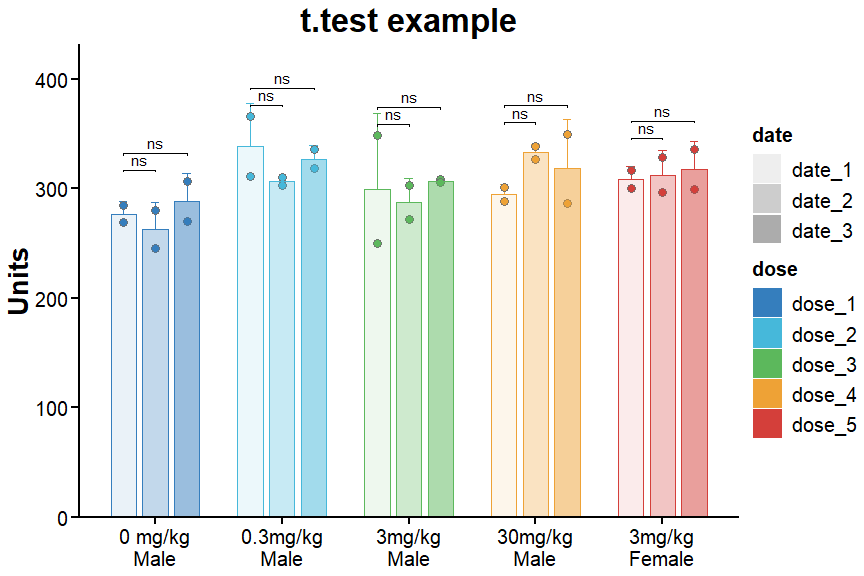 t.test example
Units
400
300
200
100
0
ns
ns
ns
ns
ns
ns
ns
ns
ns
ns
0 mg/kg
Male
0.3mg/kg
Male
3mg/kg
Male
30mg/kg
Male
3mg/kg
Female
date
date_1
date_2
date_3
dose
dose_1
dose_2
dose_3
dose_4
dose_5